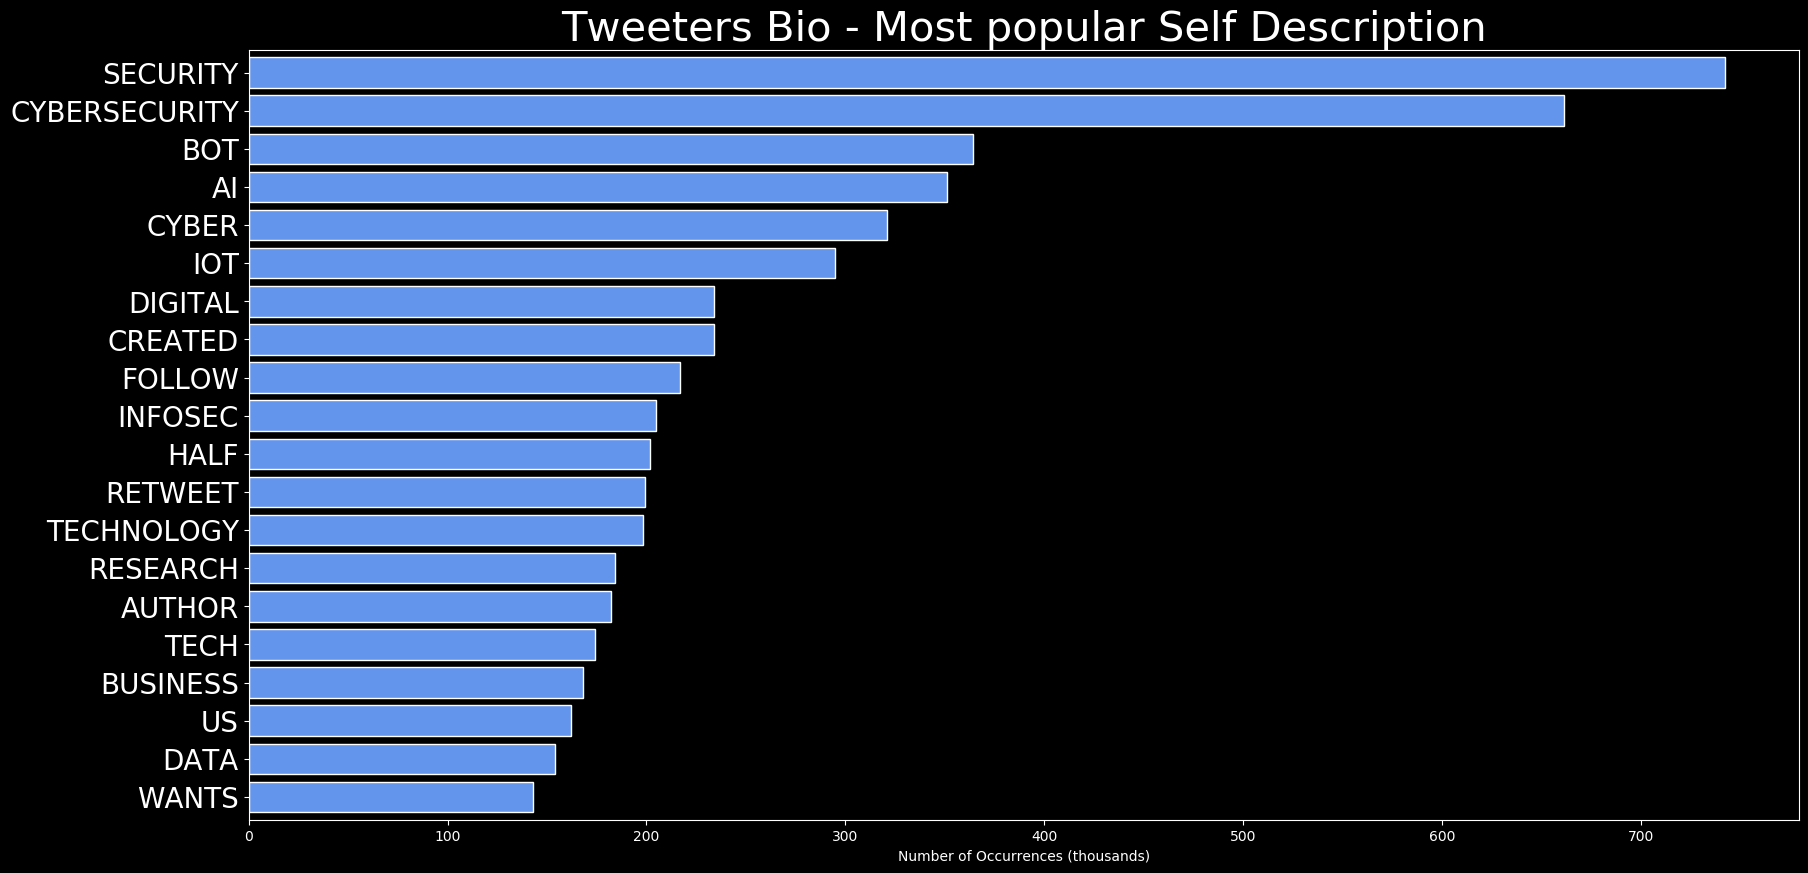 Tweeters Bio - Most popular Self Description
SECURITY
CYBERSECURITY
BOT
AI
CYBER
IOT
DIGITAL
CREATED
FOLLOW
INFOSEC
HALF
RETWEET
TECHNOLOGY
RESEARCH
AUTHOR
TECH
BUSINESS
US
DATA
WANTS
0 100 200 300 400 500 600 700
Number of Occurrences (thousands)